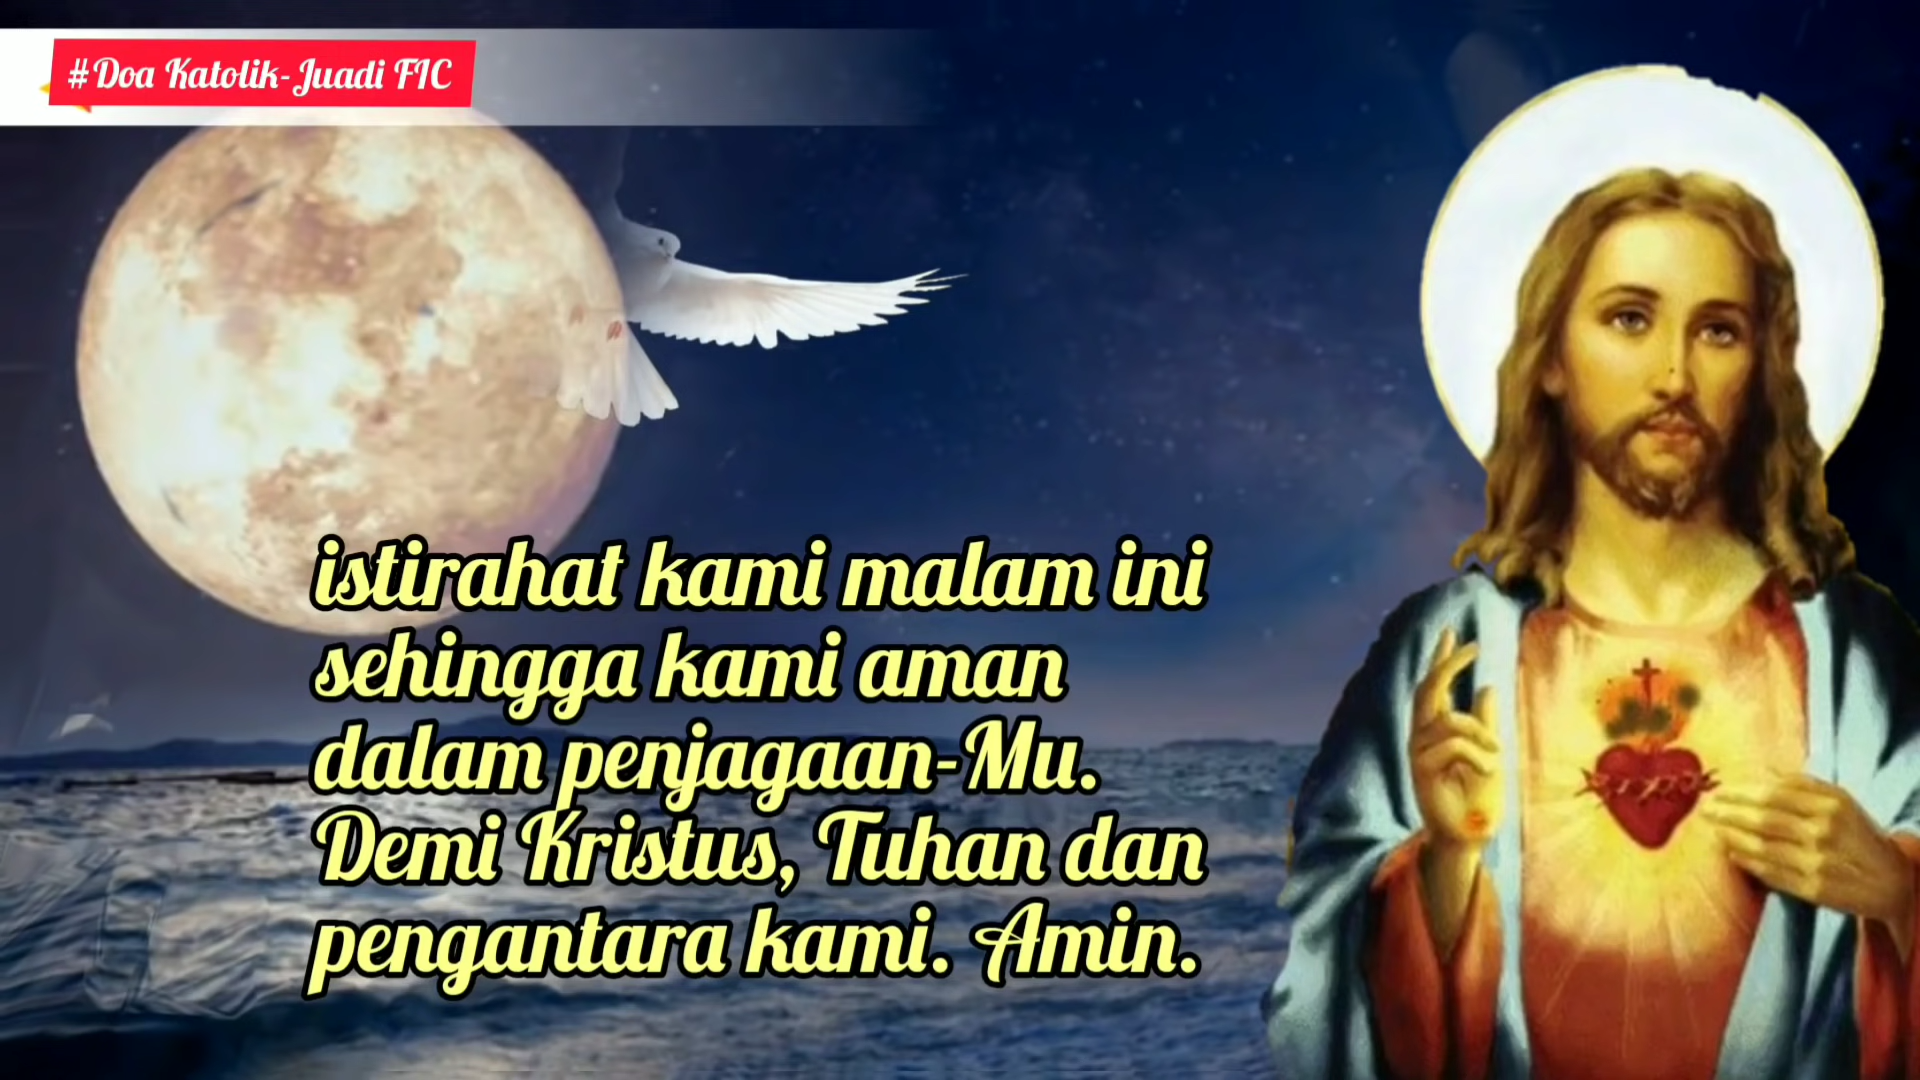 #Doa Katolik-Juadi FIC
istirahat kami malam ini
sehingga kami aman
dalam penjagaan-Mu.
Demi Kristus, Tuhan dan
pengantara kami. Amin.